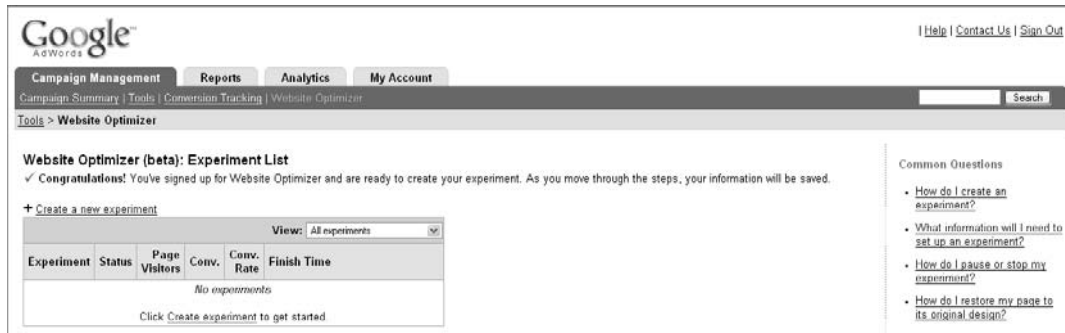 Google
AdWords
| Help | Contact Us | Sign Out
Campaign Management Reports Analytics My Account
Campaign Summary | Tools | Conversion Tracking | Website Optimizer
Search
Tools > Website Optimizer
Website Optimizer (beta): Experiment List
✓ Congratulations! You've signed up for Website Optimizer and are ready to create your experiment. As you move through the steps, your information will be saved.
+ Create a new experiment
View: All experiments
Experiment Status Page Visitors Conv. Conv. Rate Finish Time
No experiments
Click Create experiment to get started
Common Questions
• How do I create an
experiment?
• What information will I need to
set up an experiment?
• How do I pause or stop my
experiment?
• How do I restore my page to
its original design?